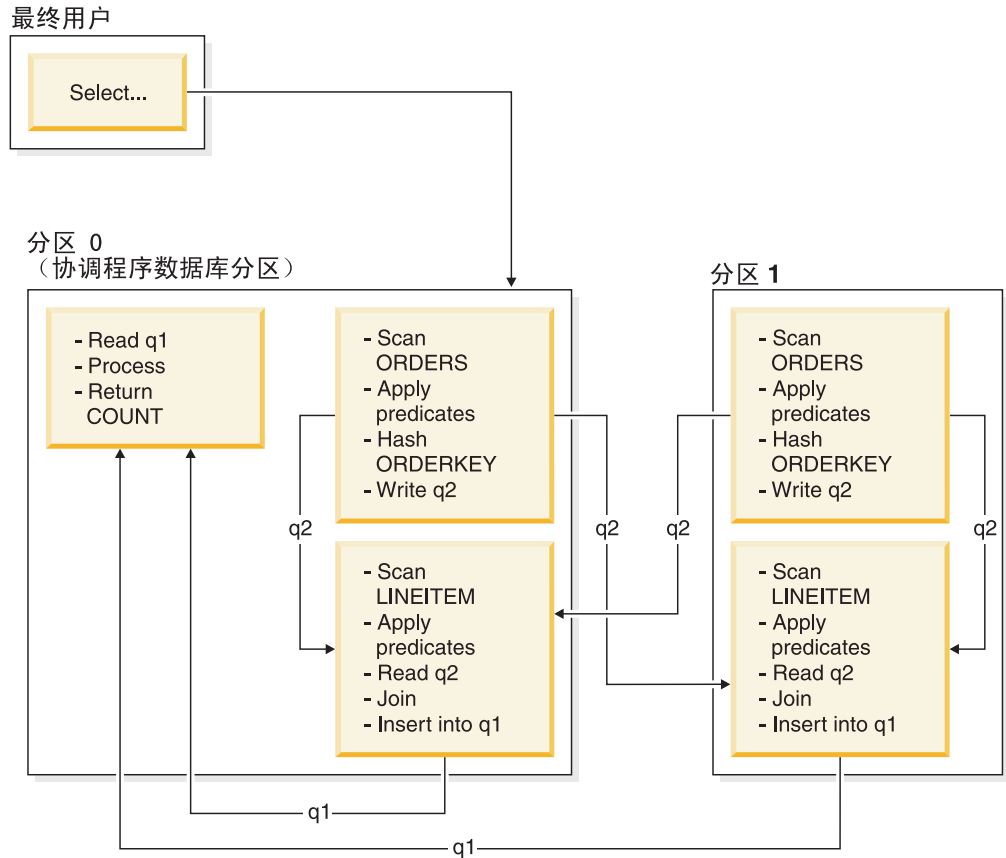 最终用户
Select...
分区 0
（协调程序数据库分区）
- Read q1
- Process
- Return
COUNT
- Scan
ORDERS
- Apply
predicates
- Hash
ORDERKEY
- Write q2
分区 1
- Scan
ORDERS
- Apply
predicates
- Hash
ORDERKEY
- Write q2
q2
q2
q2
q2
- Scan
LINEITEM
- Apply
predicates
- Read q2
- Join
- Insert into q1
- Scan
LINEITEM
- Apply
predicates
- Read q2
- Join
- Insert into q1
q1
q1